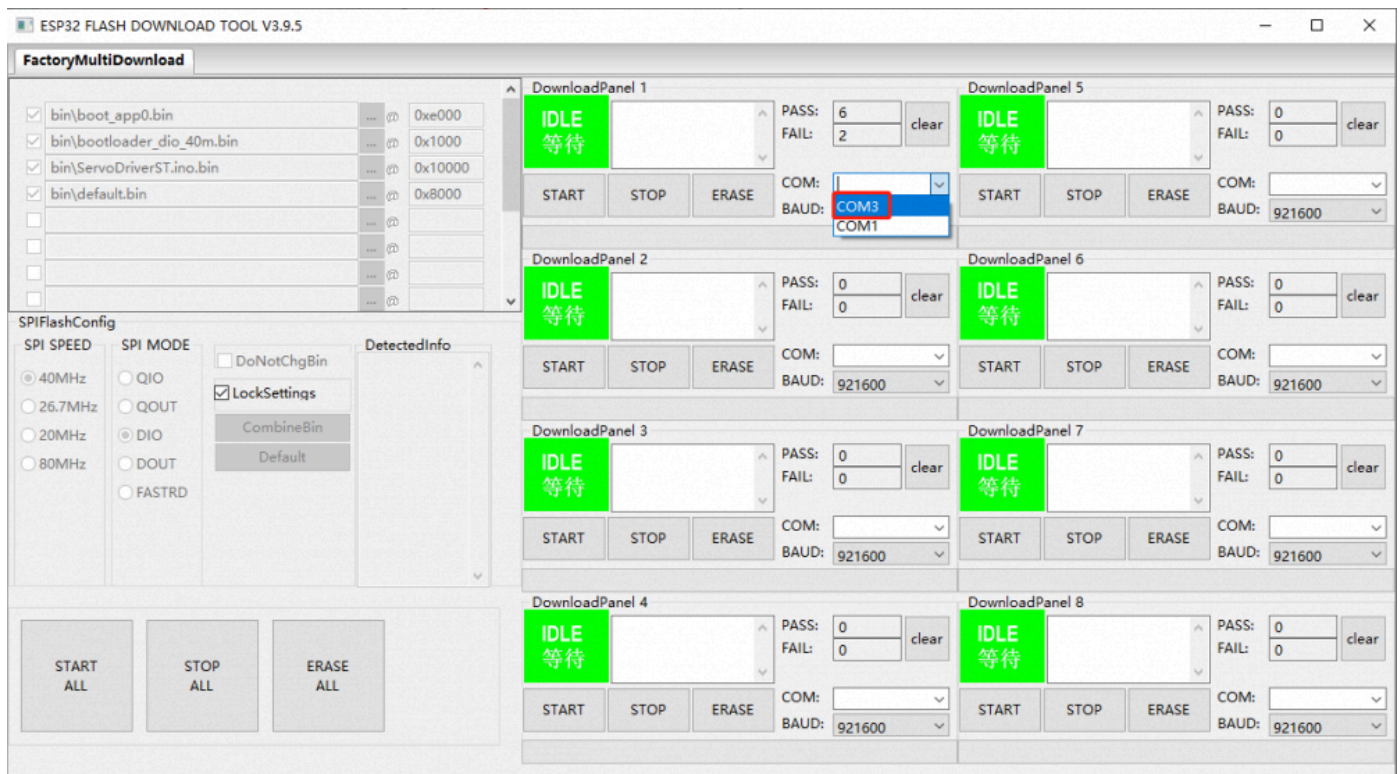 ESP32 FLASH DOWNLOAD TOOL V3.9.5
FactoryMultiDownload
bin\boot_app0.bin ... @ 0xe000
bin\bootloader_dio_40m.bin ... @ 0x1000
bin\ServoDriverST.ino.bin ... @ 0x10000
bin\default.bin ... @ 0x8000
... @
... @
... @
... @
SPIFlashConfig
SPI SPEED
40MHz
26.7MHz
20MHz
80MHz
SPI MODE
QIO
QOUT
DIO
DOUT
FASTRD
DoNotChgBin
LockSettings
CombineBin
Default
DetectedInfo
START
ALL
STOP
ALL
ERASE
ALL
DownloadPanel 1
IDLE
等待
PASS: 6
FAIL: 2
clear
START STOP ERASE
COM:
BAUD:
COM3
COM1
DownloadPanel 2
IDLE
等待
PASS: 0
FAIL: 0
clear
START STOP ERASE
COM:
BAUD: 921600
DownloadPanel 3
IDLE
等待
PASS: 0
FAIL: 0
clear
START STOP ERASE
COM:
BAUD: 921600
DownloadPanel 4
IDLE
等待
PASS: 0
FAIL: 0
clear
START STOP ERASE
COM:
BAUD: 921600
DownloadPanel 5
IDLE
等待
PASS: 0
FAIL: 0
clear
START STOP ERASE
COM:
BAUD: 921600
DownloadPanel 6
IDLE
等待
PASS: 0
FAIL: 0
clear
START STOP ERASE
COM:
BAUD: 921600
DownloadPanel 7
IDLE
等待
PASS: 0
FAIL: 0
clear
START STOP ERASE
COM:
BAUD: 921600
DownloadPanel 8
IDLE
等待
PASS: 0
FAIL: 0
clear
START STOP ERASE
COM:
BAUD: 921600